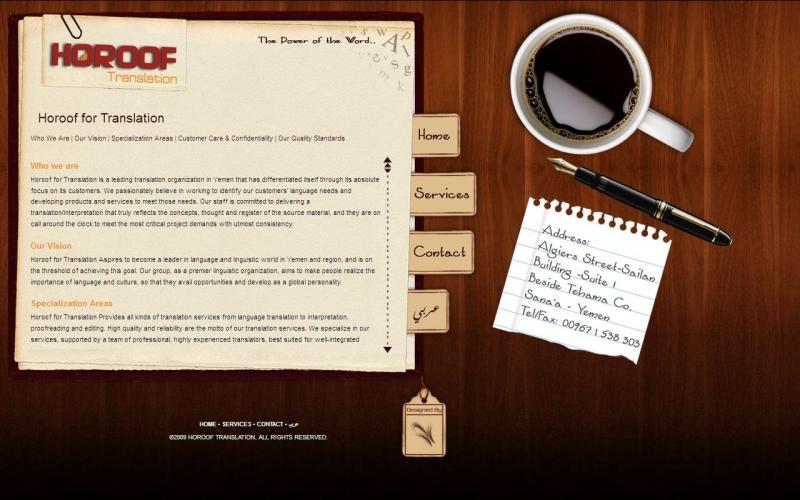 HOROOF
Translation
The Power of the Word..
Horoof for Translation
Who We Are | Our Vision | Specialization Areas | Customer Care & Confidentiality | Our Quality Standards
Who we are
Horoof for Translation is a leading translation organization in Yemen that has differentiated itself through its absolute
focus on its customers. We passionately believe in working to identify our customers' language needs and
developing products and services to meet those needs. Our staff is committed to delivering a
translation/interpretation that truly reflects the concepts, thought and register of the source material, and they are on
call around the clock to meet the most critical project demands with utmost consistency.
Our Vision
Horoof for Translation Aspires to become a leader in language and linguistic world in Yemen and region, and is on
the threshold of achieving this goal. Our group, as a premier linguistic organization, aims to make people realize the
importance of language and culture, so that they avail opportunities and develop as a global personality.
Specialization Areas
Horoof for Translation Provides all kinds of translation services from language translation to interpretation,
proofreading and editing. High quality and reliability are the motto of our translation services. We specialize in our
services, supported by a team of professional, highly experienced translators, best suited for well-integrated
Home
Services
Contact
عربي
Address:
Algiers Street-Sailan
Building -Suite 1
Beside Tehama Co.
Sana'a - Yemen
Tel/Fax: 00967 1 538 303
Designed By
HOME • SERVICES • CONTACT • عربي
©2009 HOROOF TRANSLATION, ALL RIGHTS RESERVED.